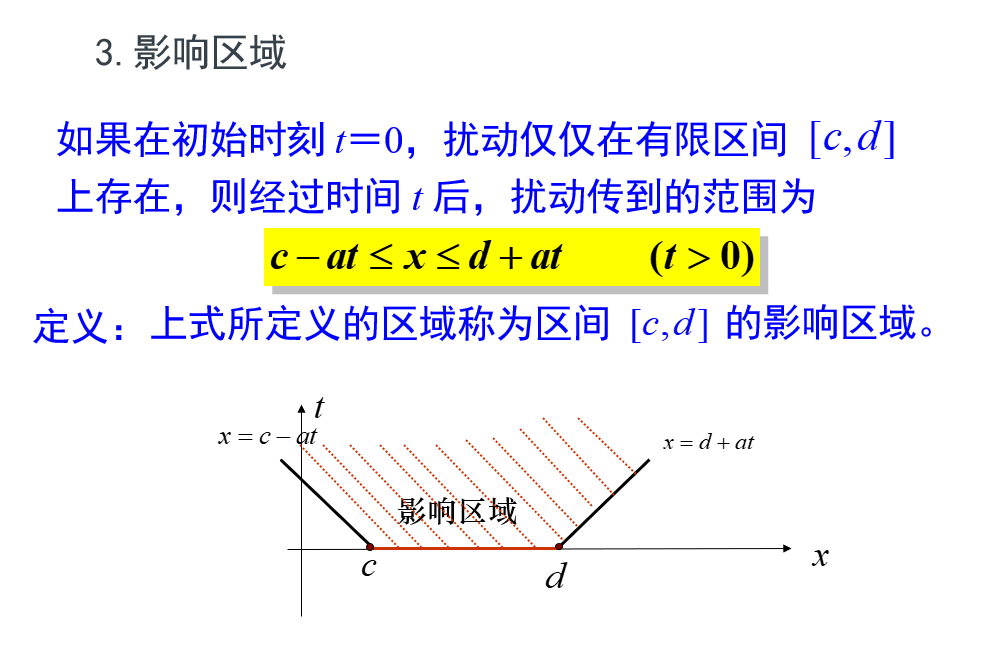 3.影响区域
如果在初始时刻 t＝0，扰动仅仅在有限区间 [c,d]
上存在，则经过时间 t 后，扰动传到的范围为
c − at ≤ x ≤ d + at (t > 0)
定义：上式所定义的区域称为区间 [c,d] 的影响区域。
t
x = c − at
x = d + at
影响区域
c
d
x